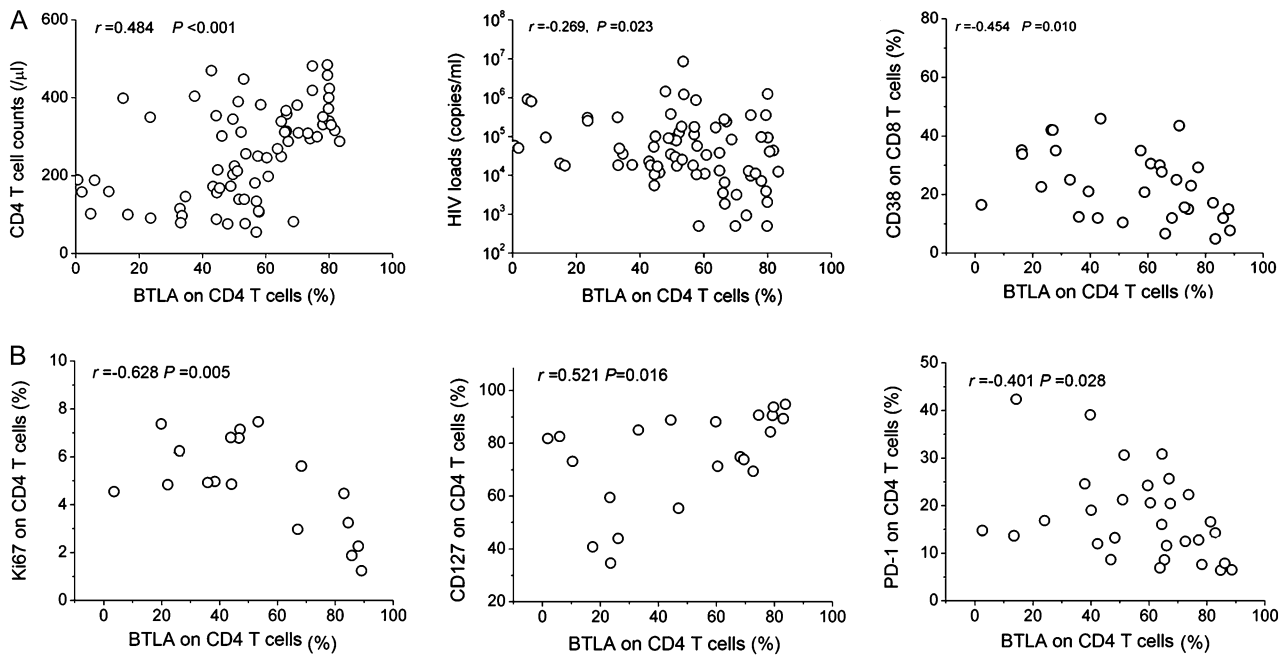 A
r=0.484 P <0.001
CD4 T cell counts (/μl)
600
400
200
0
0 20 40 60 80 100
BTLA on CD4 T cells (%)
r=-0.269, P=0.023
HIV loads (copies/ml)
10^8
10^7
10^6
10^5
10^4
10^3
10^2
0 20 40 60 80 100
BTLA on CD4 T cells (%)
r=-0.454 P=0.010
CD38 on CD8 T cells (%)
80
60
40
20
0
0 20 40 60 80 100
BTLA on CD4 T cells (%)
B
r=-0.628 P=0.005
Ki67 on CD4 T cells (%)
10
8
6
4
2
0
0 20 40 60 80 100
BTLA on CD4 T cells (%)
r=0.521 P=0.016
CD127 on CD4 T cells (%)
100
80
60
40
20
0 20 40 60 80 100
BTLA on CD4 T cells (%)
r=-0.401 P=0.028
PD-1 on CD4 T cells (%)
50
40
30
20
10
0
0 20 40 60 80 100
BTLA on CD4 T cells (%)